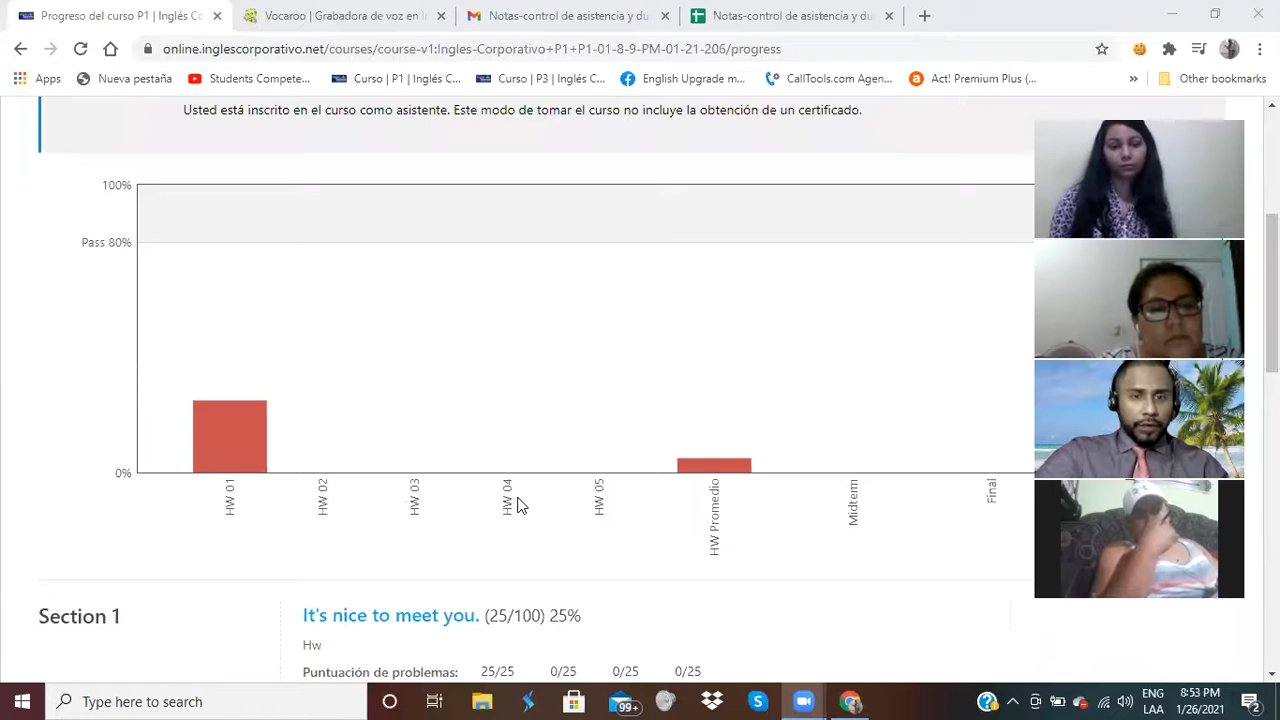 Progreso del curso P1 | Inglés Co
Vocaroo | Grabadora de voz en lí
Notas-control de asistencia y du
Notas-control de asistencia y du
online.inglescorporativo.net/courses/course-v1:Ingles-Corporativo+P1+P1-01-8-9-PM-01-21-206/progress
Apps
Nueva pestaña
Students Compete...
Curso | P1 | Inglés C...
Curso | P3 | Inglés C...
English Upgrade m...
CallTools.com Agen...
Act! Premium Plus (...
»
Other bookmarks
Usted está inscrito en el curso como asistente. Este modo de tomar el curso no incluye la obtención de un certificado.
100%
Pass 80%
0%
HW 01
HW 02
HW 03
HW 04
HW 05
HW Promedio
Midterm
Final
Section 1
It's nice to meet you. (25/100) 25%
Hw
Puntuación de problemas: 25/25 0/25 0/25 0/25
Type here to search
99+
ENG
LAA
8:53 PM
1/26/2021
2